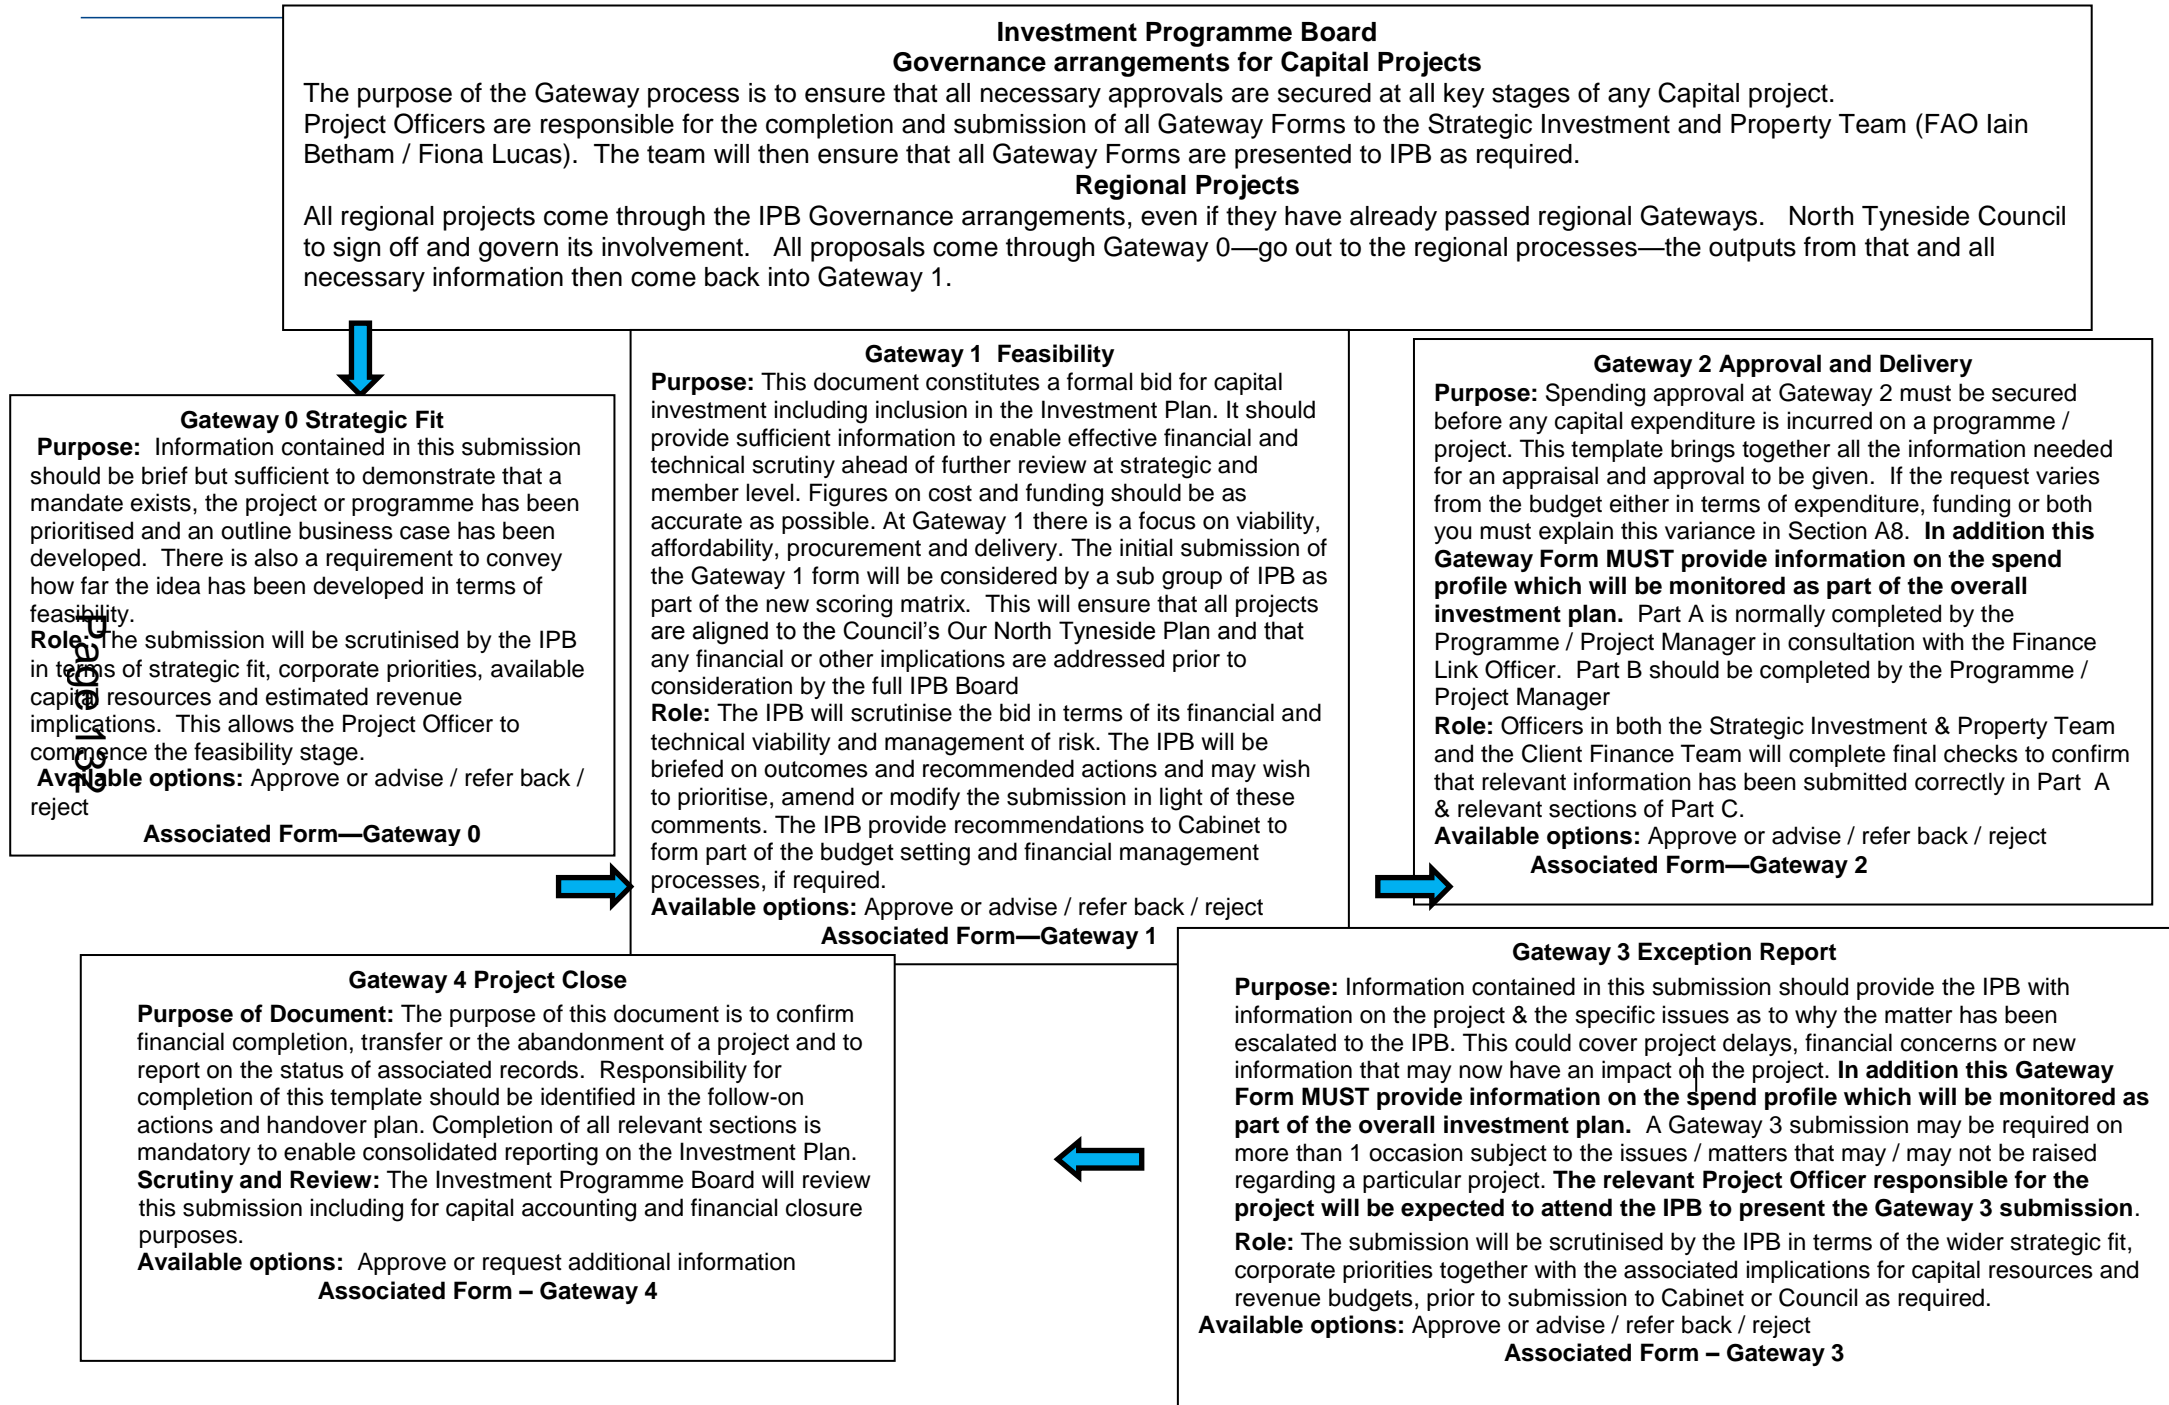 Investment Programme Board
Governance arrangements for Capital Projects
The purpose of the Gateway process is to ensure that all necessary approvals are secured at all key stages of any Capital project.
Project Officers are responsible for the completion and submission of all Gateway Forms to the Strategic Investment and Property Team (FAO Iain
Betham / Fiona Lucas).  The team will then ensure that all Gateway Forms are presented to IPB as required.
Regional Projects
All regional projects come through the IPB Governance arrangements, even if they have already passed regional Gateways.   North Tyneside Council
to sign off and govern its involvement.   All proposals come through Gateway 0—go out to the regional processes—the outputs from that and all
necessary information then come back into Gateway 1.
Gateway 0 Strategic Fit
Purpose:  Information contained in this submission
should be brief but sufficient to demonstrate that a
mandate exists, the project or programme has been
prioritised and an outline business case has been
developed.  There is also a requirement to convey
how far the idea has been developed in terms of
feasibility.
Role: The submission will be scrutinised by the IPB
in terms of strategic fit, corporate priorities, available
capital resources and estimated revenue
implications.  This allows the Project Officer to
commence the feasibility stage.
Available options: Approve or advise / refer back /
reject
Associated Form—Gateway 0
Page 132
Gateway 1  Feasibility
Purpose: This document constitutes a formal bid for capital
investment including inclusion in the Investment Plan. It should
provide sufficient information to enable effective financial and
technical scrutiny ahead of further review at strategic and
member level. Figures on cost and funding should be as
accurate as possible. At Gateway 1 there is a focus on viability,
affordability, procurement and delivery. The initial submission of
the Gateway 1 form will be considered by a sub group of IPB as
part of the new scoring matrix.  This will ensure that all projects
are aligned to the Council's Our North Tyneside Plan and that
any financial or other implications are addressed prior to
consideration by the full IPB Board
Role: The IPB will scrutinise the bid in terms of its financial and
technical viability and management of risk. The IPB will be
briefed on outcomes and recommended actions and may wish
to prioritise, amend or modify the submission in light of these
comments. The IPB provide recommendations to Cabinet to
form part of the budget setting and financial management
processes, if required.
Available options: Approve or advise / refer back / reject
Associated Form—Gateway 1
Gateway 2 Approval and Delivery
Purpose: Spending approval at Gateway 2 must be secured
before any capital expenditure is incurred on a programme /
project. This template brings together all the information needed
for an appraisal and approval to be given.  If the request varies
from the budget either in terms of expenditure, funding or both
you must explain this variance in Section A8.  In addition this
Gateway Form MUST provide information on the spend
profile which will be monitored as part of the overall
investment plan.  Part A is normally completed by the
Programme / Project Manager in consultation with the Finance
Link Officer.  Part B should be completed by the Programme /
Project Manager
Role: Officers in both the Strategic Investment & Property Team
and the Client Finance Team will complete final checks to confirm
that relevant information has been submitted correctly in Part  A
& relevant sections of Part C.
Available options: Approve or advise / refer back / reject
Associated Form—Gateway 2
Gateway 3 Exception Report
Purpose: Information contained in this submission should provide the IPB with
information on the project & the specific issues as to why the matter has been
escalated to the IPB. This could cover project delays, financial concerns or new
information that may now have an impact on the project. In addition this Gateway
Form MUST provide information on the spend profile which will be monitored as
part of the overall investment plan.  A Gateway 3 submission may be required on
more than 1 occasion subject to the issues / matters that may / may not be raised
regarding a particular project. The relevant Project Officer responsible for the
project will be expected to attend the IPB to present the Gateway 3 submission.
Role: The submission will be scrutinised by the IPB in terms of the wider strategic fit,
corporate priorities together with the associated implications for capital resources and
revenue budgets, prior to submission to Cabinet or Council as required.
Available options: Approve or advise / refer back / reject
Associated Form – Gateway 3
Gateway 4 Project Close
Purpose of Document: The purpose of this document is to confirm
financial completion, transfer or the abandonment of a project and to
report on the status of associated records.  Responsibility for
completion of this template should be identified in the follow-on
actions and handover plan. Completion of all relevant sections is
mandatory to enable consolidated reporting on the Investment Plan.
Scrutiny and Review: The Investment Programme Board will review
this submission including for capital accounting and financial closure
purposes.
Available options:  Approve or request additional information
Associated Form – Gateway 4